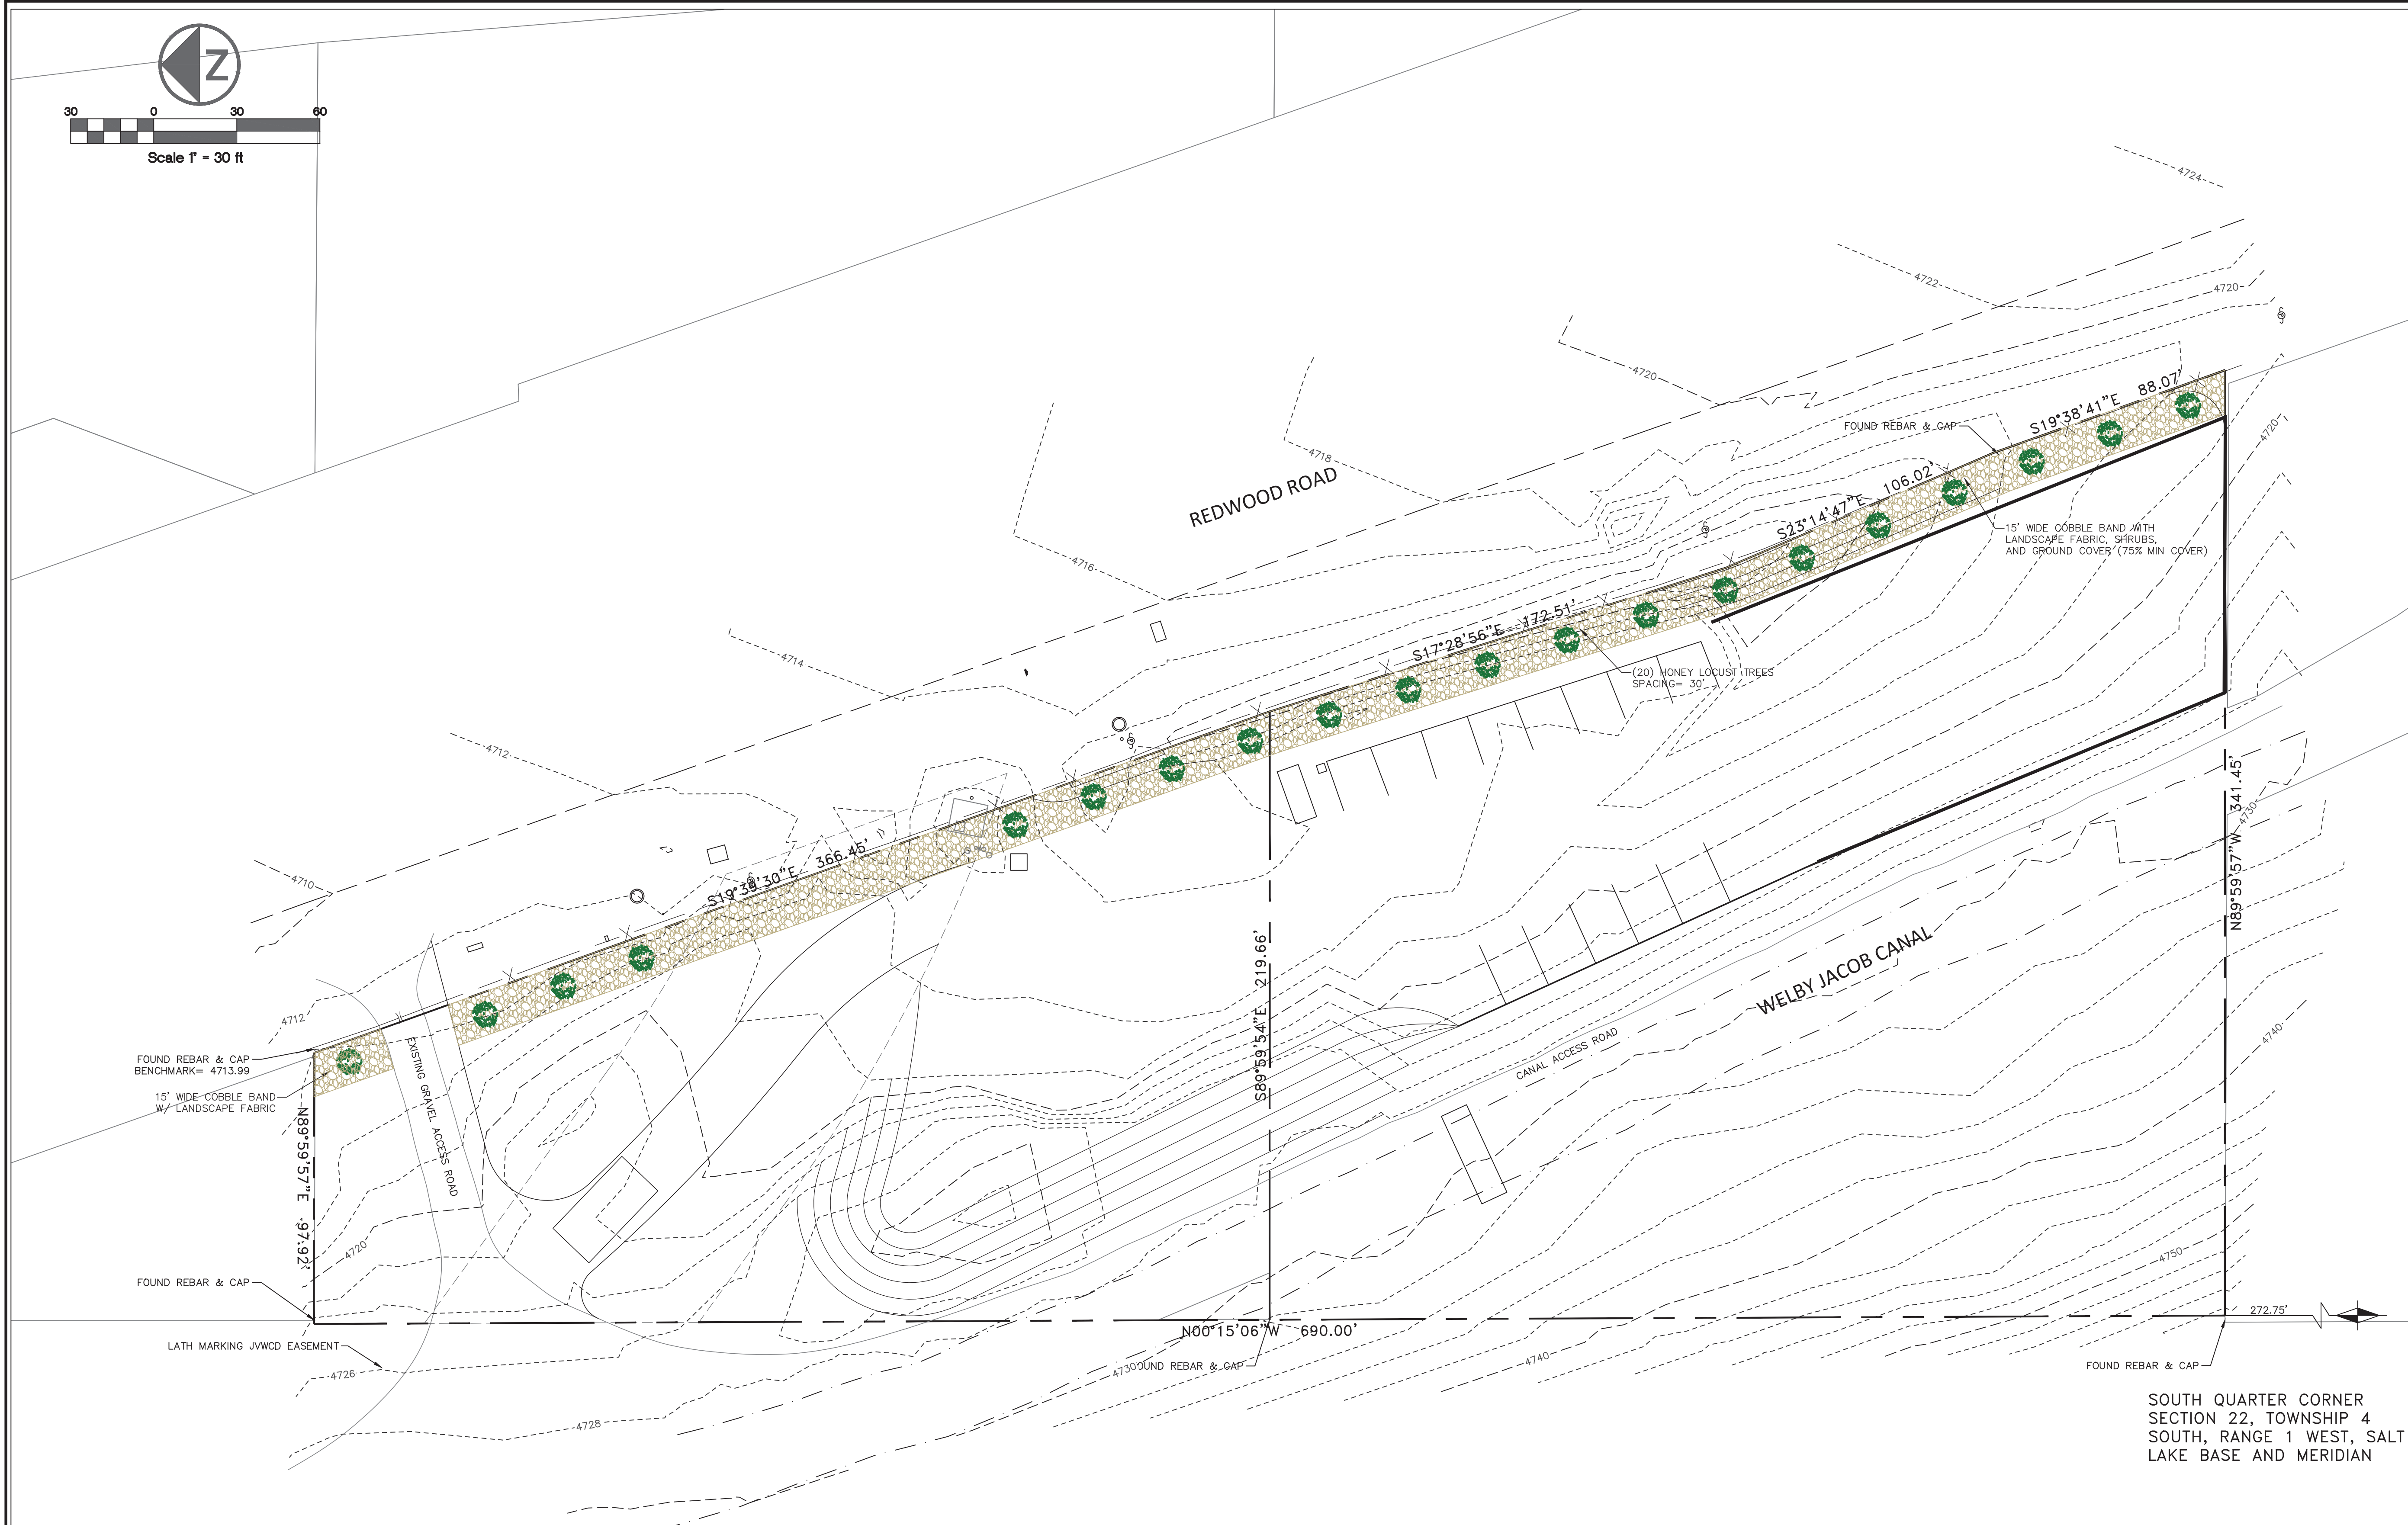 Z
30 0 30 60
Scale 1" = 30 ft
4724
4722
4720
4720
4718
REDWOOD ROAD
4716
4714
4712
4710
FOUND REBAR & CAP
S19°38'41"E 88.07'
S23°14'47"E 106.02'
4720
15' WIDE COBBLE BAND WITH
LANDSCAPE FABRIC, SHRUBS,
AND GROUND COVER (75% MIN COVER)
S17°28'56"E 172.51'
(20) HONEY LOCUST TREES
SPACING= 30'
S19°39'30"E 366.45'
4712
FOUND REBAR & CAP
BENCHMARK= 4713.99
15' WIDE COBBLE BAND
W/ LANDSCAPE FABRIC
EXISTING GRAVEL ACCESS ROAD
N89°59'57"E 97.92'
4720
FOUND REBAR & CAP
LATH MARKING JVWCD EASEMENT
4726
4728
S89°59'54"E 219.66'
N00°15'06"W 690.00'
4730
OUND REBAR & CAP
4740
CANAL ACCESS ROAD
WELBY JACOB CANAL
N89°59'57"W 341.45'
4730
4740
4750
272.75'
FOUND REBAR & CAP
SOUTH QUARTER CORNER
SECTION 22, TOWNSHIP 4
SOUTH, RANGE 1 WEST, SALT
LAKE BASE AND MERIDIAN